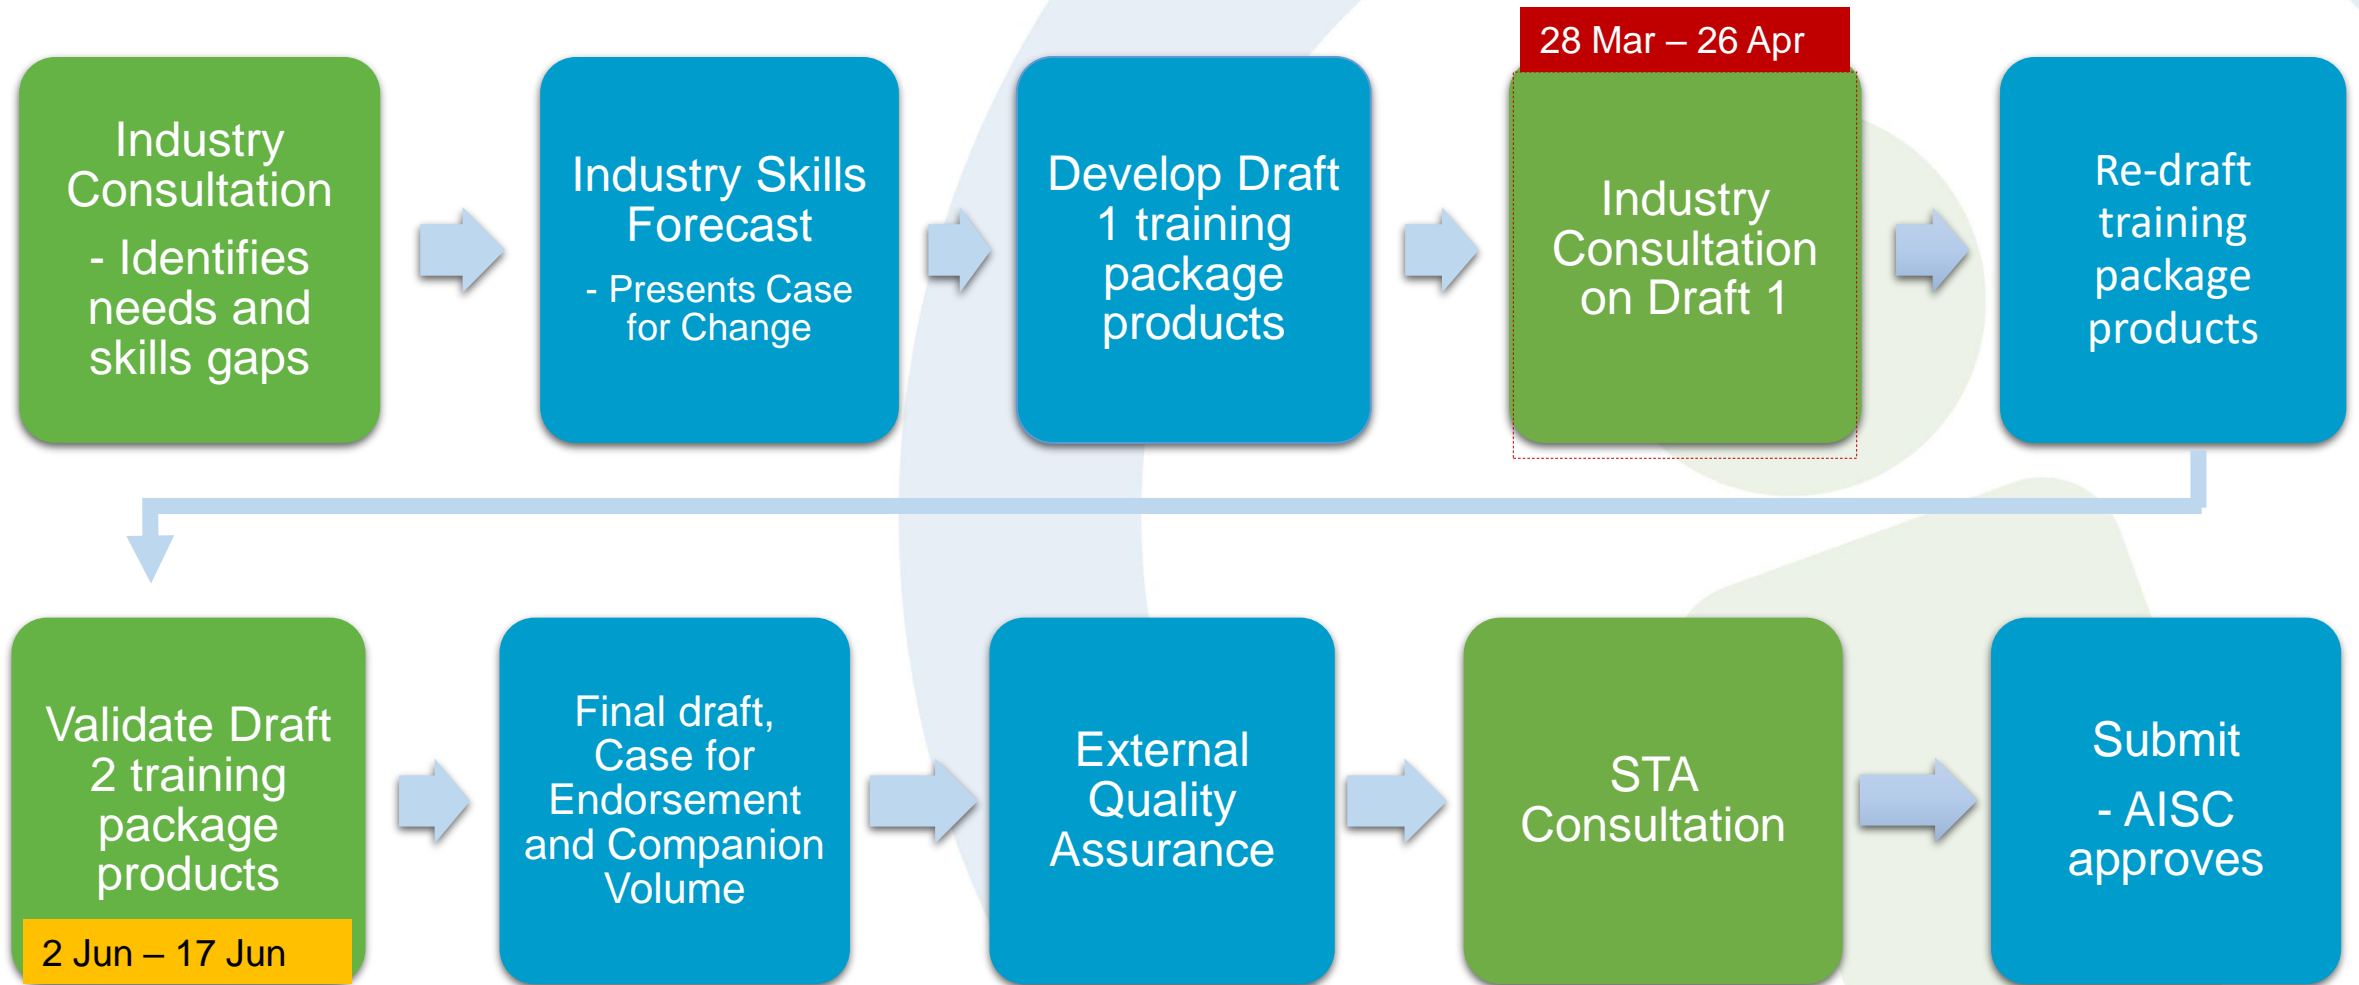 Industry
Consultation
- Identifies
needs and
skills gaps
Industry Skills
Forecast
- Presents Case
for Change
Develop Draft
1 training
package
products
28 Mar – 26 Apr
Industry
Consultation
on Draft 1
Re-draft
training
package
products
Validate Draft
2 training
package
products
2 Jun – 17 Jun
Final draft,
Case for
Endorsement
and Companion
Volume
External
Quality
Assurance
STA
Consultation
Submit
- AISC
approves